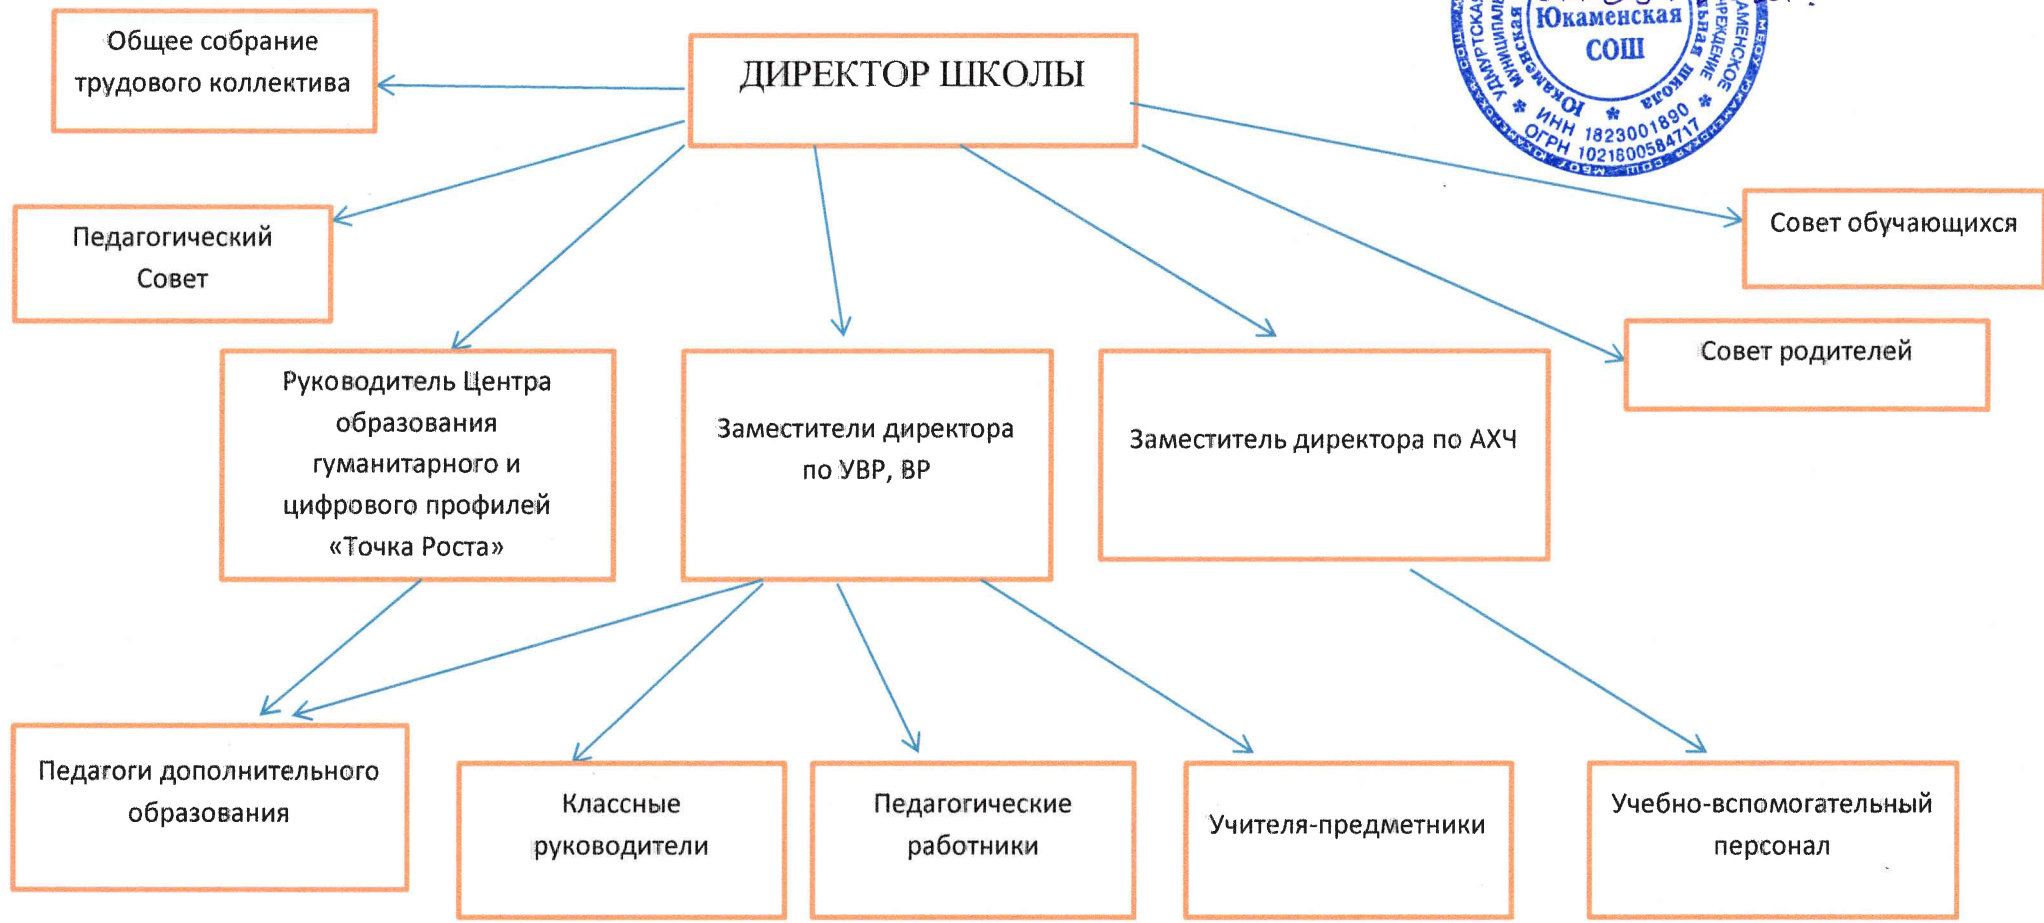 Общее собрание
трудового коллектива
ДИРЕКТОР ШКОЛЫ
Юкаменская
СОШ
ИНН 1823001890
ОГРН 1021800584717
Педагогический
Совет
Совет обучающихся
Совет родителей
Руководитель Центра
образования
гуманитарного и
цифрового профилей
«Точка Роста»
Заместители директора
по УВР, ВР
Заместитель директора по АХЧ
Педагоги дополнительного
образования
Классные
руководители
Педагогические
работники
Учителя-предметники
Учебно-вспомогательный
персонал